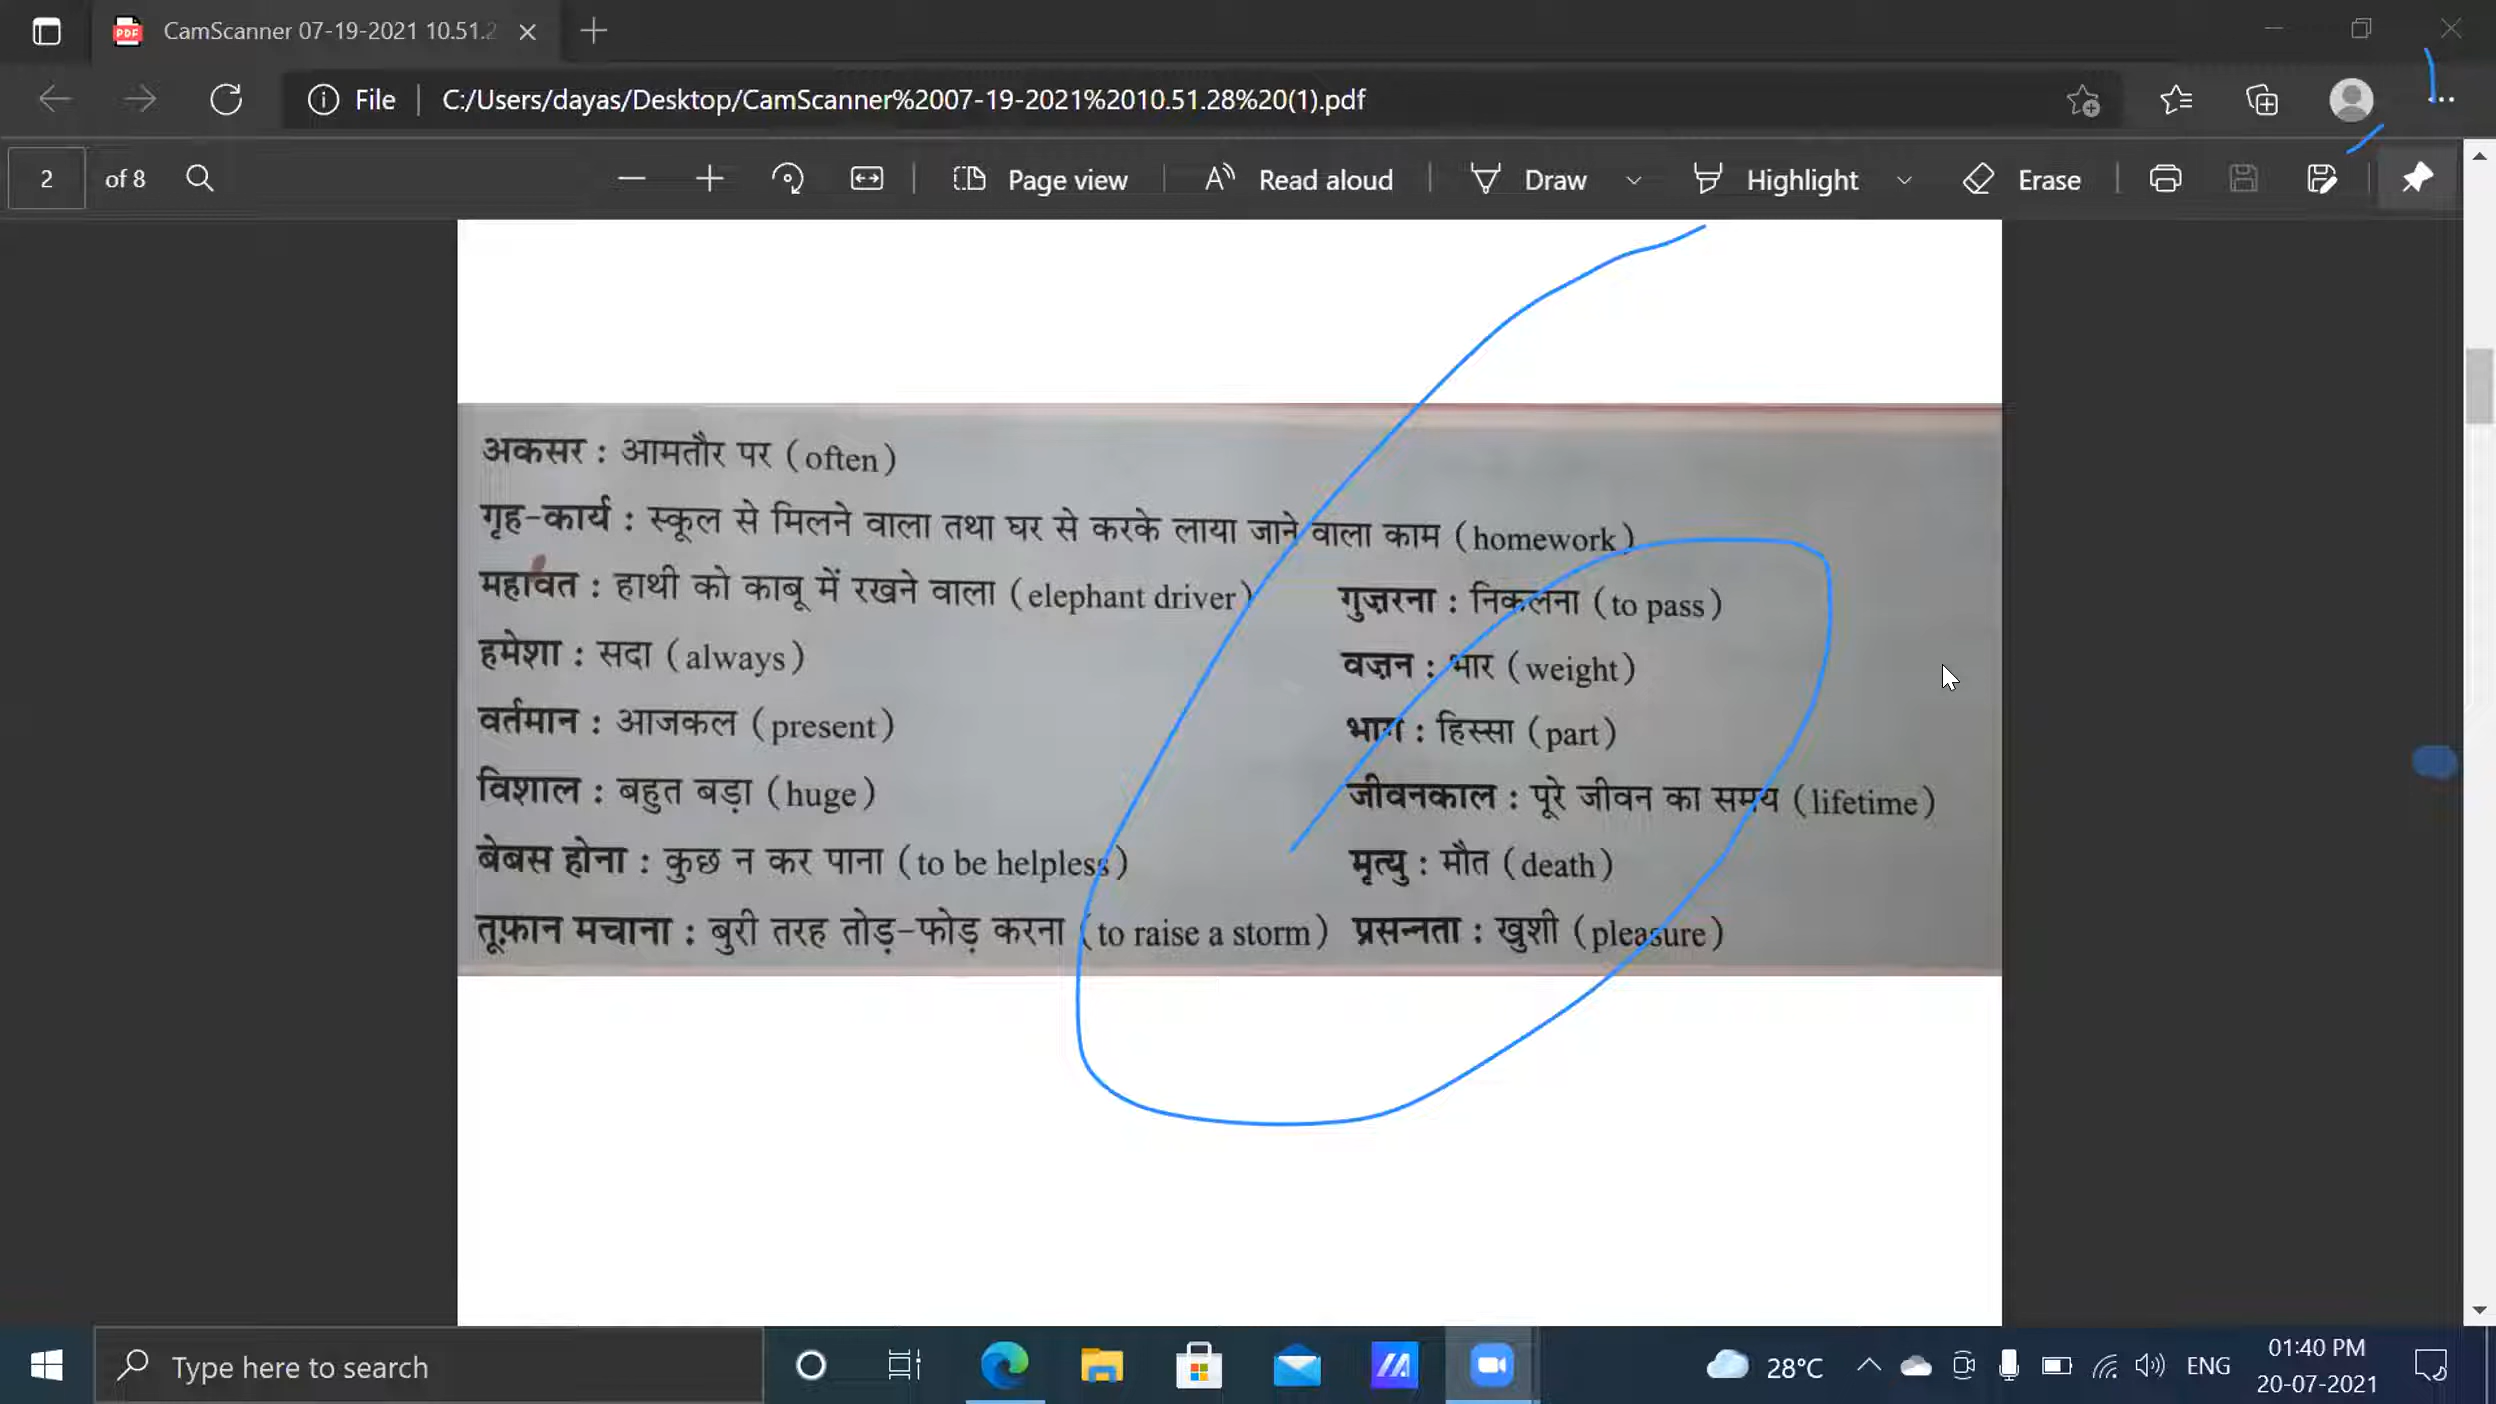 CamScanner 07-19-2021 10.51.2
File C:/Users/dayas/Desktop/CamScanner%2007-19-2021%2010.51.28%20(1).pdf
2 of 8 Page view Read aloud Draw Highlight Erase
अकसर : आमतौर पर (often)
गृह-कार्य : स्कूल से मिलने वाला तथा घर से करके लाया जाने वाला काम (homework)
महावत : हाथी को काबू में रखने वाला (elephant driver) गुज़रना : निकलना (to pass)
हमेशा : सदा (always) वज़न : भार (weight)
वर्तमान : आजकल (present) भाग : हिस्सा (part)
विशाल : बहुत बड़ा (huge) जीवनकाल : पूरे जीवन का समय (lifetime)
बेबस होना : कुछ न कर पाना (to be helpless) मृत्यु : मौत (death)
तूफ़ान मचाना : बुरी तरह तोड़-फोड़ करना (to raise a storm) प्रसन्नता : खुशी (pleasure)
Type here to search 28°C ENG 01:40 PM
20-07-2021